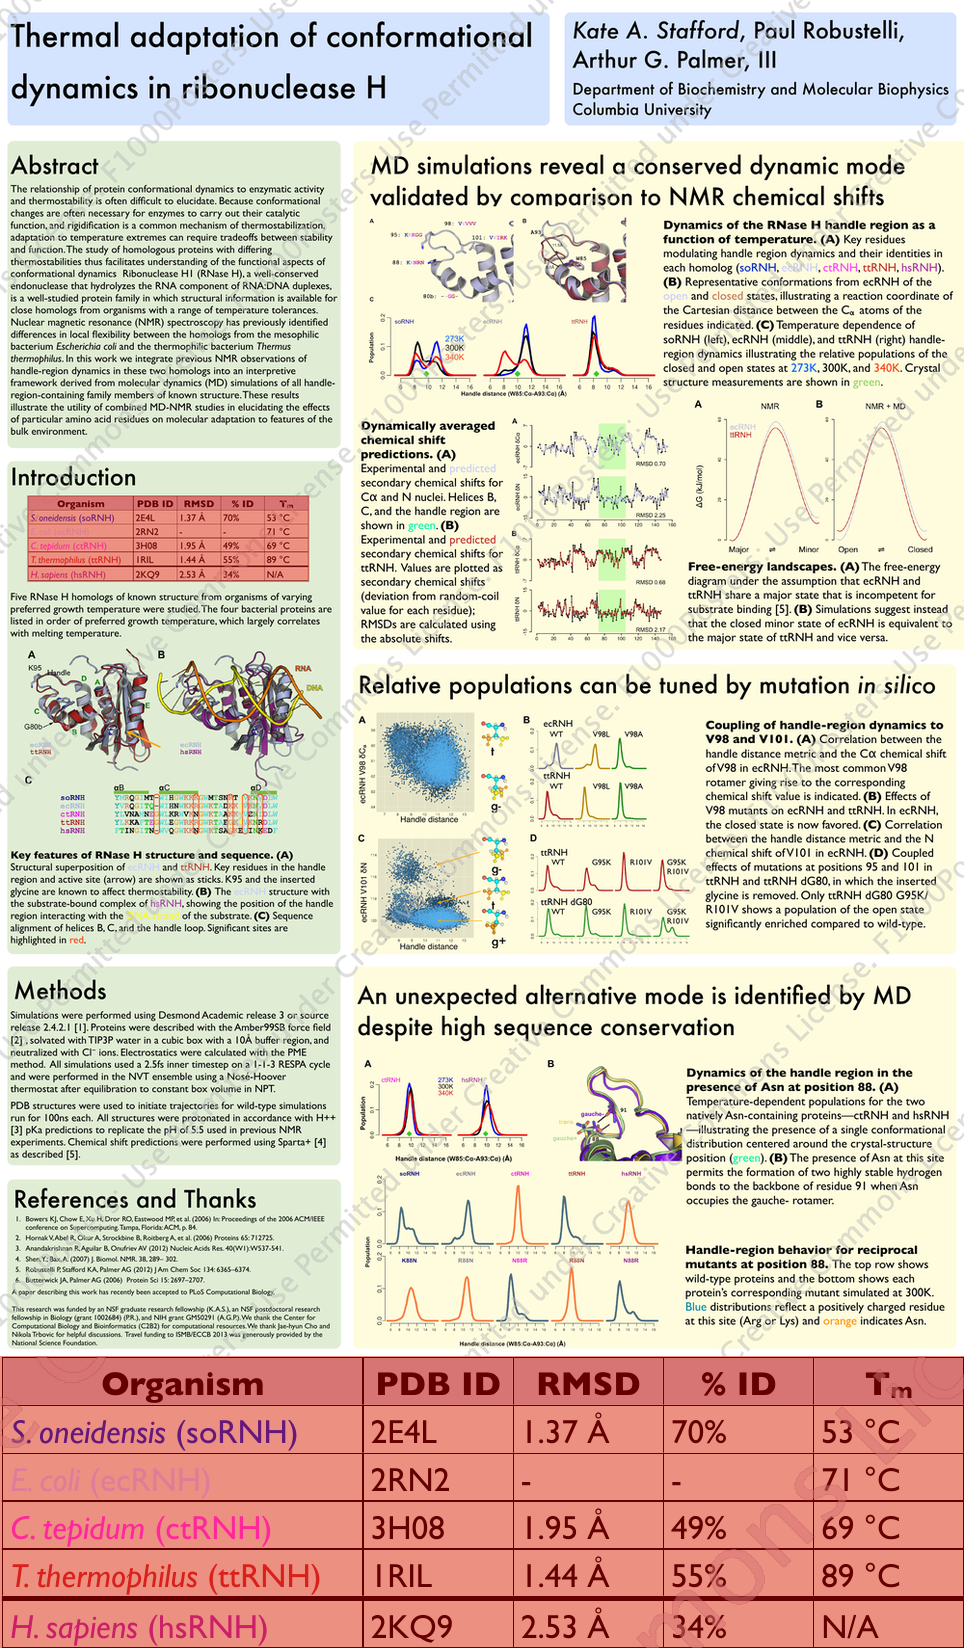 Thermal adaptation of conformational
dynamics in ribonuclease H
Kate A. Stafford, Paul Robustelli,
Arthur G. Palmer, III
Department of Biochemistry and Molecular Biophysics
Columbia University
Abstract
The relationship of protein conformational dynamics to enzymatic activity
and thermostability is often difficult to elucidate. Because conformational
changes are often necessary for enzymes to carry out their catalytic
function, and rigidification is a common mechanism of thermostabilization,
adaptation to temperature extremes can require tradeoffs between stability
and function. The study of homologous proteins with differing
thermostabilities thus facilitates understanding of the functional aspects of
conformational dynamics Ribonuclease H1 (RNase H), a well-conserved
endonuclease that hydrolyzes the RNA component of RNA:DNA duplexes,
is a well-studied protein family in which structural information is available for
close homologs from organisms with a range of temperature tolerances.
Nuclear magnetic resonance (NMR) spectroscopy has previously identified
differences in local flexibility between the homologs from the mesophilic
bacterium Escherichia coli and the thermophilic bacterium Thermus
thermophilus. In this work we integrate previous NMR observations of
handle-region dynamics in these two homologs into an interpretive
framework derived from molecular dynamics (MD) simulations of all handle-
region-containing family members of known structure. These results
illustrate the utility of combined MD-NMR studies in elucidating the effects
of particular amino acid residues on molecular adaptation to features of the
bulk environment.
Introduction
Organism PDB ID RMSD % ID Tm
S. oneidensis (soRNH) 2E4L 1.37 Å 70% 53 °C
2RN2 - 71 °C
C. tepidum (ctRNH) 3H08 1.95 Å 49% 69 °C
T. thermophilus (ttRNH) 1RIL 1.44 Å 55% 89 °C
H. sapiens (hsRNH) 2KQ9 2.53 Å 34% N/A
Five RNase H homologs of known structure from organisms of varying
preferred growth temperature were studied. The four bacterial proteins are
listed in order of preferred growth temperature, which largely correlates
with melting temperature.
A B
K95 Handle
G80b
ecRNH
ttRNH
RNA
DNA
ecRNH
hsRNH
C
αB αC αD
soRNH
ecRNH
ctRNH
ttRNH
hsRNH
Key features of RNase H structure and sequence. (A)
Structural superposition of ecRNH and ttRNH. Key residues in the handle
region and active site (arrow) are shown as sticks. K95 and the inserted
glycine are known to affect thermostability. (B) The ecRNH structure with
the substrate-bound complex of hsRNH, showing the position of the handle
region interacting with the DNA strand of the substrate. (C) Sequence
alignment of helices B, C, and the handle loop. Significant sites are
highlighted in red.
Methods
Simulations were performed using Desmond Academic release 3 or source
release 2.4.2.1 [1]. Proteins were described with the Amber99SB force field
[2] , solvated with TIP3P water in a cubic box with a 10Å buffer region, and
neutralized with Cl⁻ ions. Electrostatics were calculated with the PME
method. All simulations used a 2.5fs inner timestep on a 1-1-3 RESPA cycle
and were performed in the NVT ensemble using a Nose-Hoover
thermostat after equilibration to constant box volume in NPT.
PDB structures were used to initiate trajectories for wild-type simulations
run for 100ns each. All structures were protonated in accordance with H++
[3] pKa predictions to replicate the pH of 5.5 used in previous NMR
experiments. Chemical shift predictions were performed using Sparta+ [4]
as described [5].
References and Thanks
1. Bowers KJ, Chow E, Xu H, Dror RO, Eastwood MP, et al. (2006) In: Proceedings of the 2006 ACM/IEEE
conference on Supercomputing. Tampa, Florida: ACM, p. 84.
2. Hornak V, Abel R, Okur A, Strockbine B, Roitberg A, et al. (2006) Proteins 65: 712725.
3. Anandakrishnan R, Aguilar B, Onufriev AV (2012) Nucleic Acids Res. 40(W1):W537-541.
4. Shen Y, Bax A. (2007) J. Biomol. NMR, 38, 289– 302.
5. Robustelli P, Stafford KA, Palmer AG (2012) J Am Chem Soc 134: 6365–6374.
6. Butterwick JA, Palmer AG (2006) Protein Sci 15: 2697–2707.
A paper describing this work has recently been accepted to PLoS Computational Biology.
This research was funded by an NSF graduate research fellowship (K.A.S.), an NSF postdoctoral research
fellowship in Biology (grant 1002684) (P.R.), and NIH grant GM50291 (A.G.P.). We thank the Center for
Computational Biology and Bioinformatics (C2B2) for computational resources. We thank Jae-hyun Cho and
Nikola Trbovic for helpful discussions. Travel funding to ISMB/ECCB 2013 was generously provided by the
National Science Foundation.
MD simulations reveal a conserved dynamic mode
validated by comparison to NMR chemical shifts
A B
98: VVVVV
95: KKRGG
101: VVIRK
88: KRNRN
80b: --GG-
A93
W85
C
soRNH ecRNH ttRNH
273K
300K
340K
Population
Handle distance (W85:Cα-A93:Cα) (Å)
Dynamics of the RNase H handle region as a
function of temperature. (A) Key residues
modulating handle region dynamics and their identities in
each homolog (soRNH, ecRNH, ctRNH, ttRNH, hsRNH).
(B) Representative conformations from ecRNH of the
open and closed states, illustrating a reaction coordinate of
the Cartesian distance between the Cα atoms of the
residues indicated. (C) Temperature dependence of
soRNH (left), ecRNH (middle), and ttRNH (right) handle-
region dynamics illustrating the relative populations of the
closed and open states at 273K, 300K, and 340K. Crystal
structure measurements are shown in green.
Dynamically averaged
chemical shift
predictions. (A)
Experimental and predicted
secondary chemical shifts for
Cα and N nuclei. Helices B,
C, and the handle region are
shown in green. (B)
Experimental and predicted
secondary chemical shifts for
ttRNH. Values are plotted as
secondary chemical shifts
(deviation from random-coil
value for each residue);
RMSDs are calculated using
the absolute shifts.
A
ecRNH δCα
RMSD 0.70
ecRNH δN
RMSD 2.25
B
ttRNH δCα
RMSD 0.68
ttRNH δN
RMSD 2.17
A NMR B NMR + MD
ecRNH
ttRNH
ΔG (kJ/mol)
Major ⇌ Minor Open ⇌ Closed
Free-energy landscapes. (A) The free-energy
diagram under the assumption that ecRNH and
ttRNH share a major state that is incompetent for
substrate binding [5]. (B) Simulations suggest instead
that the closed minor state of ecRNH is equivalent to
the major state of ttRNH and vice versa.
Relative populations can be tuned by mutation in silico
A
ecRNH V98 δCα
Handle distance
t
g-
B
ecRNH
WT V98L V98A
ttRNH
WT V98L V98A
C
ecRNH V101 δN
Handle distance
g-
t
g+
D
ttRNH
WT G95K R101V G95K
R101V
ttRNH dG80
WT G95K R101V G95K
R101V
Coupling of handle-region dynamics to
V98 and V101. (A) Correlation between the
handle distance metric and the Cα chemical shift
of V98 in ecRNH. The most common V98
rotamer giving rise to the corresponding
chemical shift value is indicated. (B) Effects of
V98 mutants on ecRNH and ttRNH. In ecRNH,
the closed state is now favored. (C) Correlation
between the handle distance metric and the N
chemical shift of V101 in ecRNH. (D) Coupled
effects of mutations at positions 95 and 101 in
ttRNH and ttRNH dG80, in which the inserted
glycine is removed. Only ttRNH dG80 G95K/
R101V shows a population of the open state
significantly enriched compared to wild-type.
An unexpected alternative mode is identified by MD
despite high sequence conservation
A B
ctRNH hsRNH
273K
300K
340K
Handle distance (W85:Cα-A93:Cα) (Å)
gauche-
trans
gauche+
91
88
Dynamics of the handle region in the
presence of Asn at position 88. (A)
Temperature-dependent populations for the two
natively Asn-containing proteins—ctRNH and hsRNH
—illustrating the presence of a single conformational
distribution centered around the crystal-structure
position (green). (B) The presence of Asn at this site
permits the formation of two highly stable hydrogen
bonds to the backbone of residue 91 when Asn
occupies the gauche- rotamer.
soRNH ecRNH ctRNH ttRNH hsRNH
Population
K88N R88N N88R R88N N88R
Handle distance (W85:Cα-A93:Cα) (Å)
Handle-region behavior for reciprocal
mutants at position 88. The top row shows
wild-type proteins and the bottom shows each
protein's corresponding mutant simulated at 300K.
Blue distributions reflect a positively charged residue
at this site (Arg or Lys) and orange indicates Asn.
Organism PDB ID RMSD % ID Tm
S. oneidensis (soRNH) 2E4L 1.37 Å 70% 53 °C
E. coli (ecRNH) 2RN2 - - 71 °C
C. tepidum (ctRNH) 3H08 1.95 Å 49% 69 °C
T. thermophilus (ttRNH) 1RIL 1.44 Å 55% 89 °C
H. sapiens (hsRNH) 2KQ9 2.53 Å 34% N/A